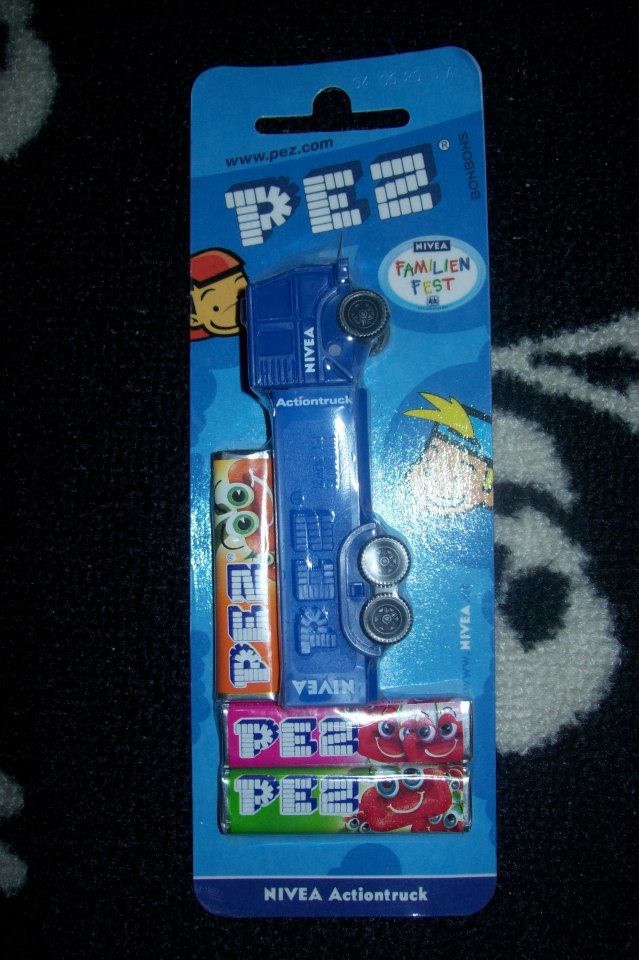 www.pez.com
PEZ®
BONBONS
NIVEA
FAMILIEN
FEST
NIVEA
Actiontruck
PEZ
NIVEA
PEZ
www.NIVEA
PEZ
PEZ
NIVEA Actiontruck